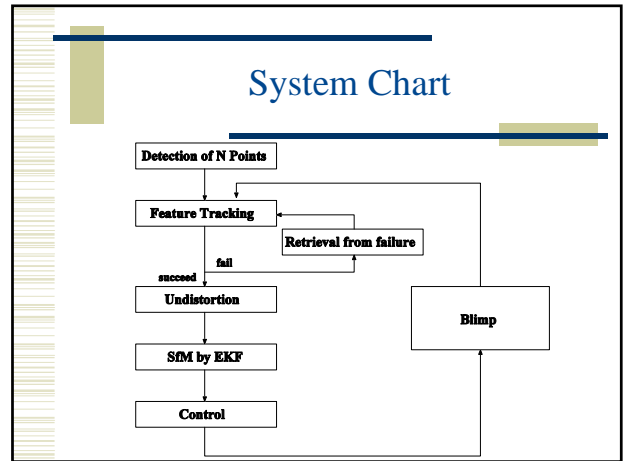 System Chart
Detection of N Points
Feature Tracking
Retrieval from failure
fail
succeed
Undistortion
Blimp
SfM by EKF
Control